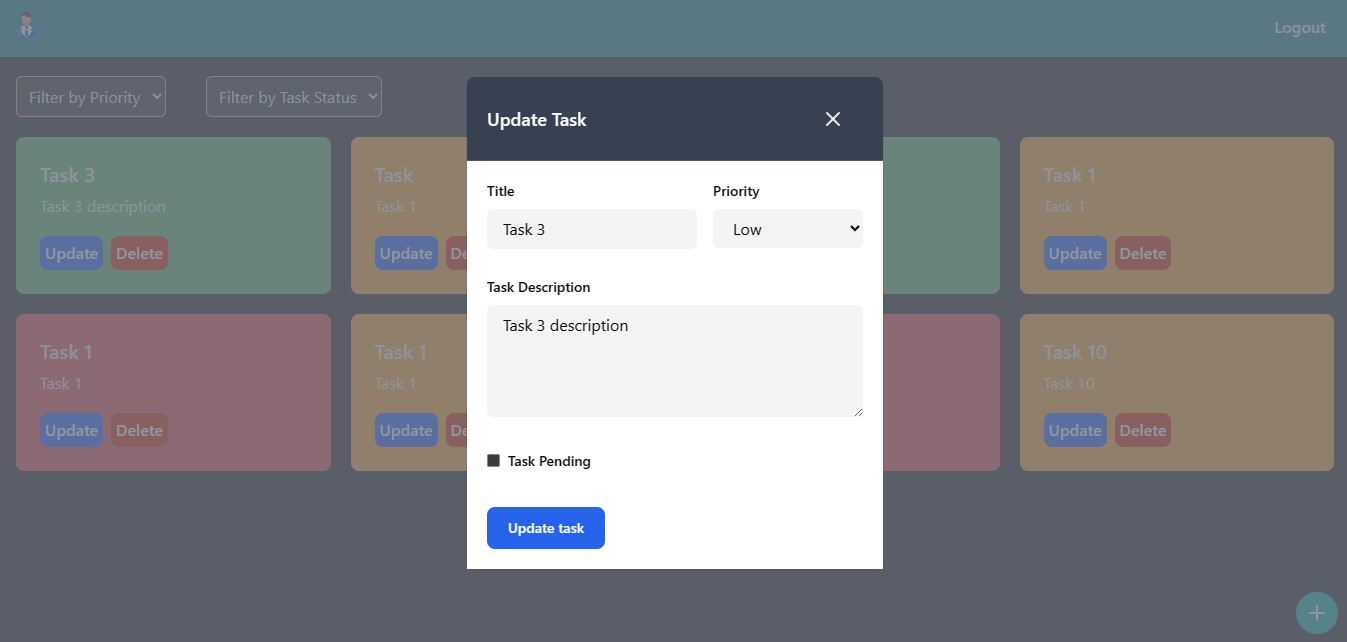 Logout
Filter by Priority
Filter by Task Status
Update Task
Title
Priority
Task 3
Low
Task Description
Task 3 description
Task Pending
Update task
Task 3
Task 3 description
Update Delete
Task
Task 1
Update De
Task 1
Task 1
Update Delete
Task 1
Task 1
Update Delete
Task 1
Task 1
Update De
Task 10
Task 10
Update Delete